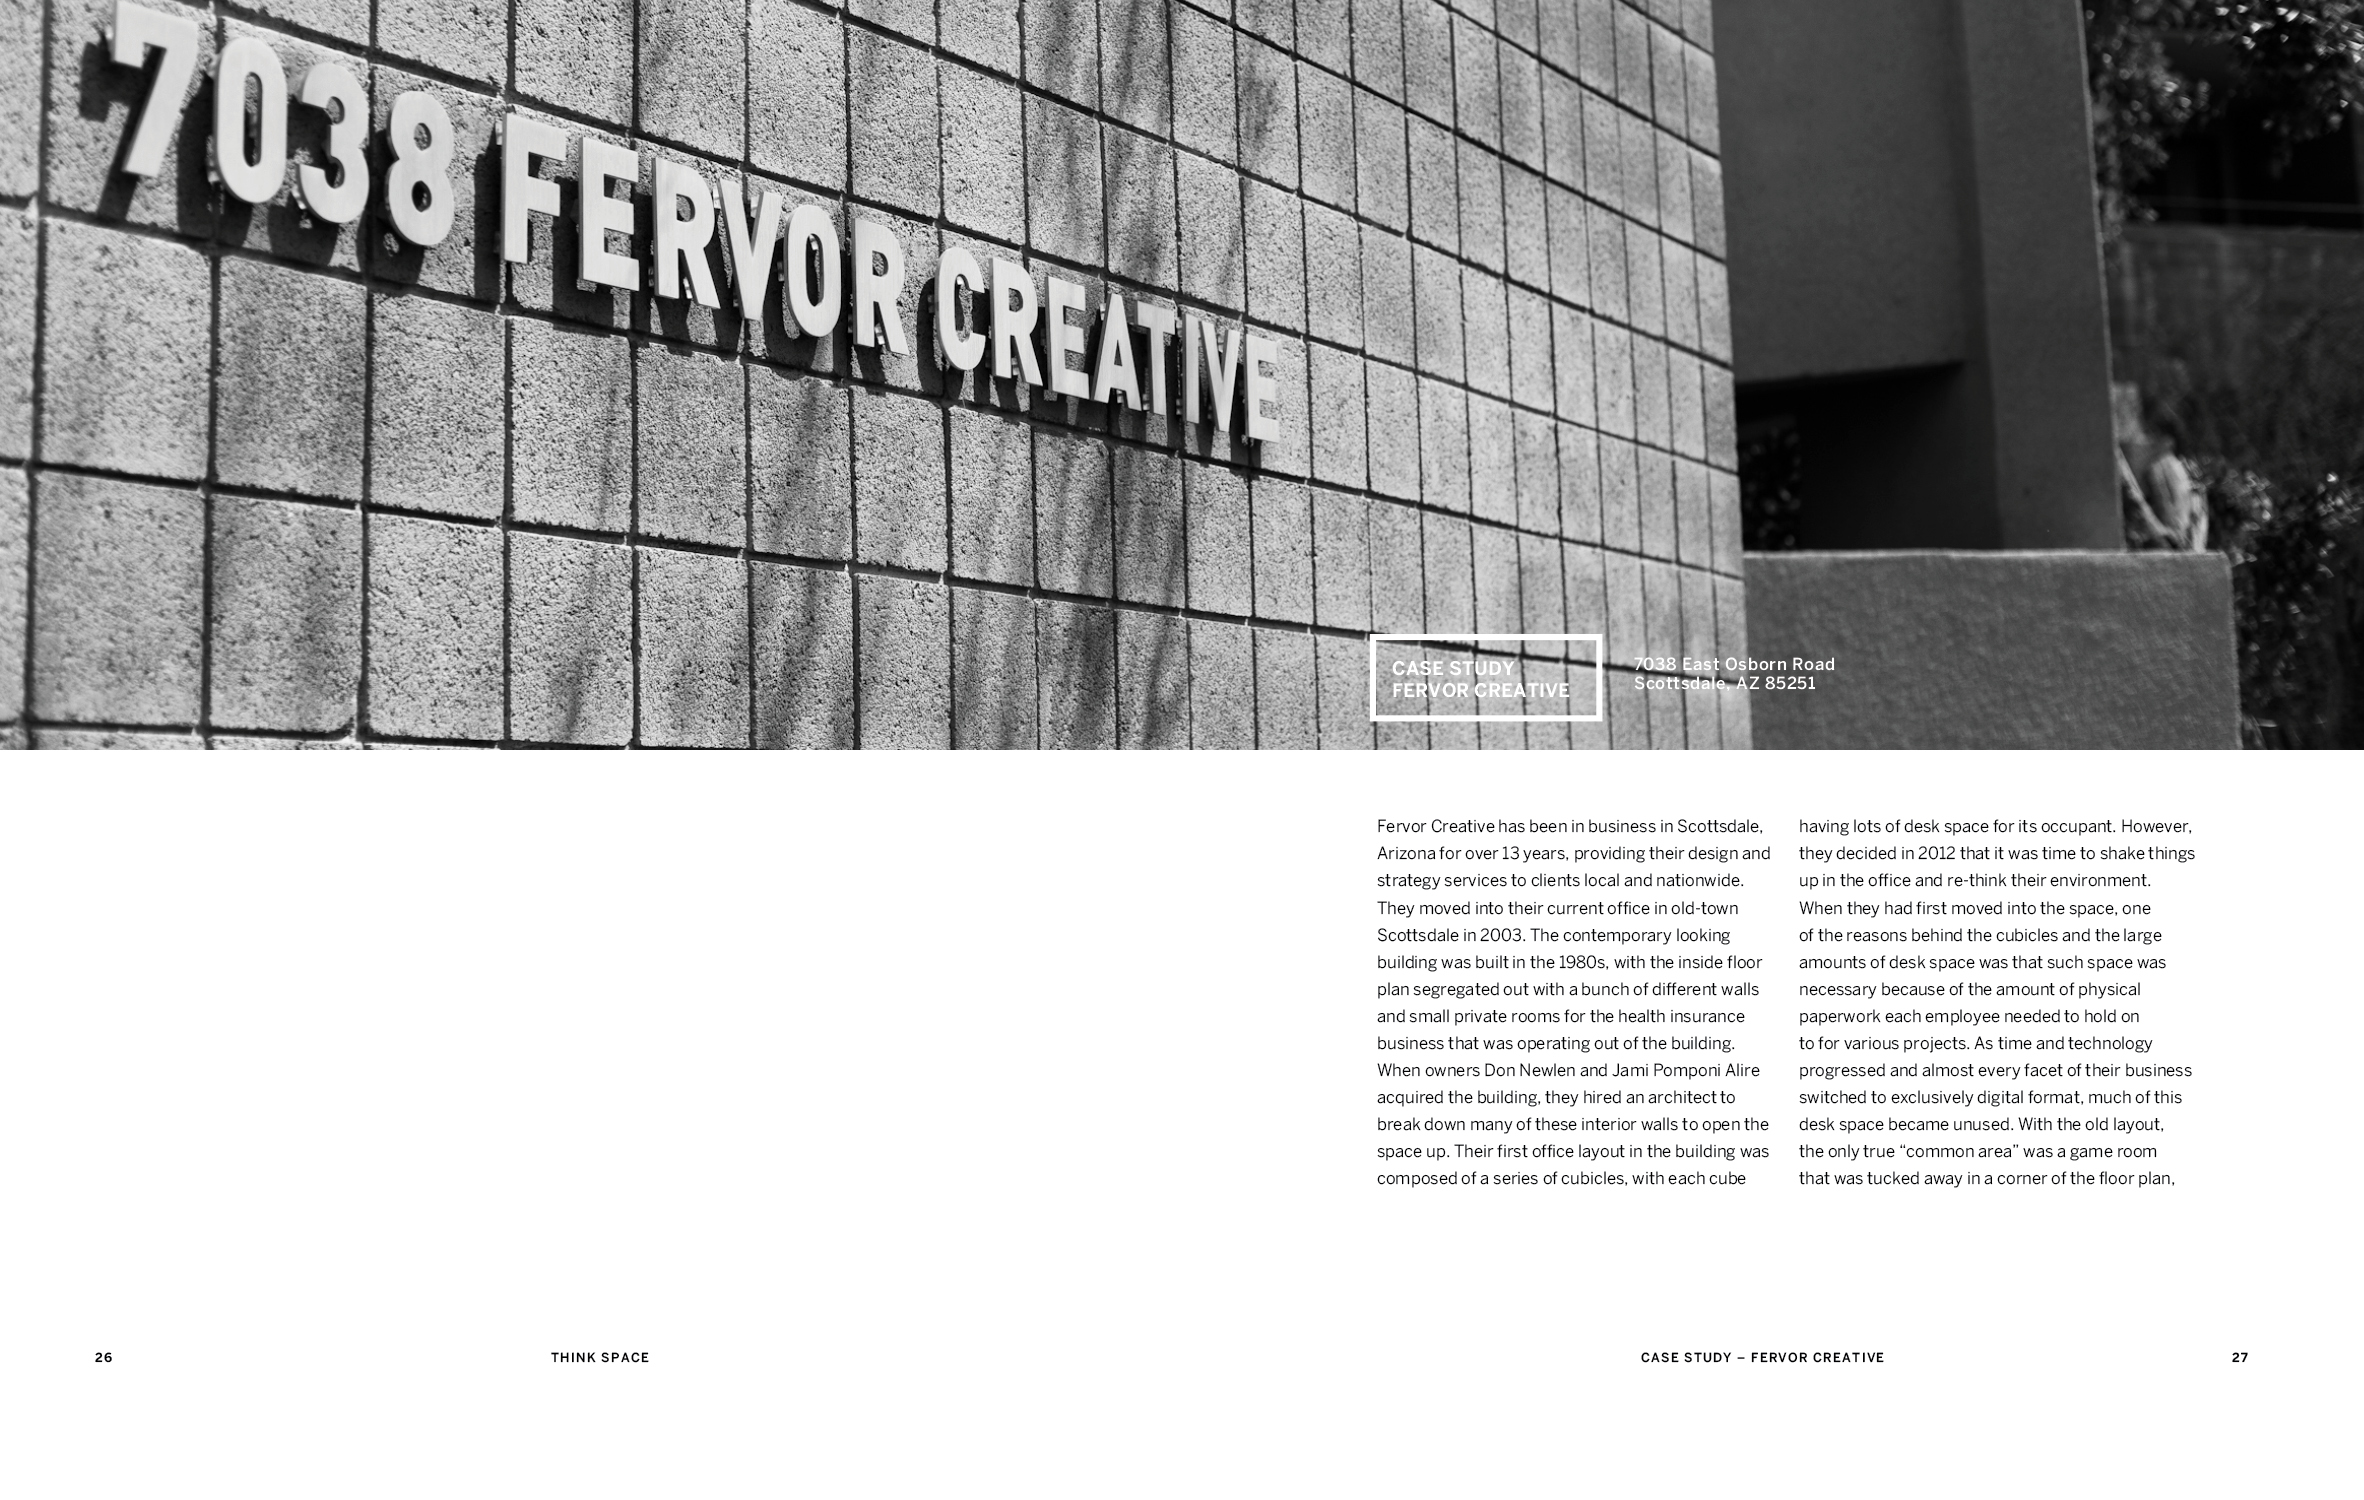 7038 FERVOR CREATIVE
CASE STUDY
FERVOR CREATIVE
7038 East Osborn Road
Scottsdale, AZ 85251
Fervor Creative has been in business in Scottsdale,
Arizona for over 13 years, providing their design and
strategy services to clients local and nationwide.
They moved into their current office in old-town
Scottsdale in 2003. The contemporary looking
building was built in the 1980s, with the inside floor
plan segregated out with a bunch of different walls
and small private rooms for the health insurance
business that was operating out of the building.
When owners Don Newlen and Jami Pomponi Alire
acquired the building, they hired an architect to
break down many of these interior walls to open the
space up. Their first office layout in the building was
composed of a series of cubicles, with each cube
having lots of desk space for its occupant. However,
they decided in 2012 that it was time to shake things
up in the office and re-think their environment.
When they had first moved into the space, one
of the reasons behind the cubicles and the large
amounts of desk space was that such space was
necessary because of the amount of physical
paperwork each employee needed to hold on
to for various projects. As time and technology
progressed and almost every facet of their business
switched to exclusively digital format, much of this
desk space became unused. With the old layout,
the only true “common area” was a game room
that was tucked away in a corner of the floor plan,
26
THINK SPACE
CASE STUDY – FERVOR CREATIVE
27